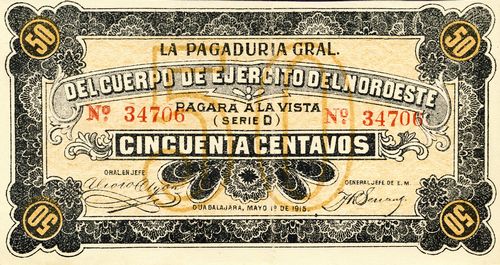 50 50
LA PAGADURIA GRAL.
DEL CUERPO DE EJERCITO DEL NORDESTE
PAGARA A LA VISTA
Nº 34706 (SERIE D) Nº 34706
CINCUENTA CENTAVOS
50
GRAL. EN JEFE GENERAL JEFE DE E. M.
GUADALAJARA, MAYO 1º DE 1915.
50 50